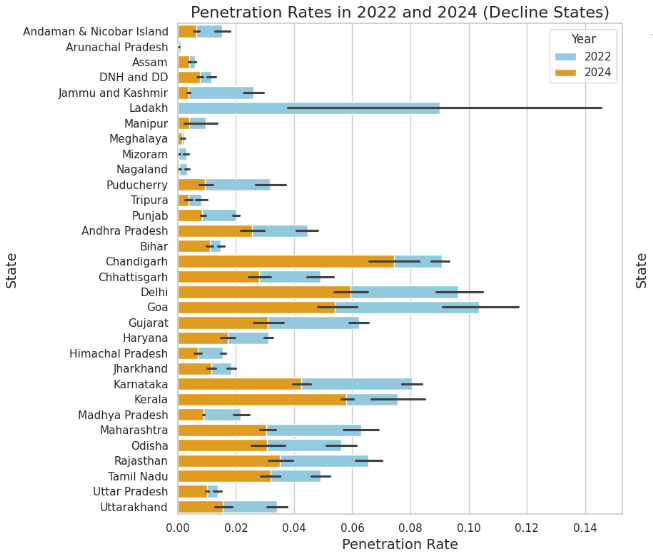 Penetration Rates in 2022 and 2024 (Decline States)
Year
2022
2024
State
Andaman & Nicobar Island
Arunachal Pradesh
Assam
DNH and DD
Jammu and Kashmir
Ladakh
Manipur
Meghalaya
Mizoram
Nagaland
Puducherry
Tripura
Punjab
Andhra Pradesh
Bihar
Chandigarh
Chhattisgarh
Delhi
Goa
Gujarat
Haryana
Himachal Pradesh
Jharkhand
Karnataka
Kerala
Madhya Pradesh
Maharashtra
Odisha
Rajasthan
Tamil Nadu
Uttar Pradesh
Uttarakhand
0.00 0.02 0.04 0.06 0.08 0.10 0.12 0.14
Penetration Rate
State